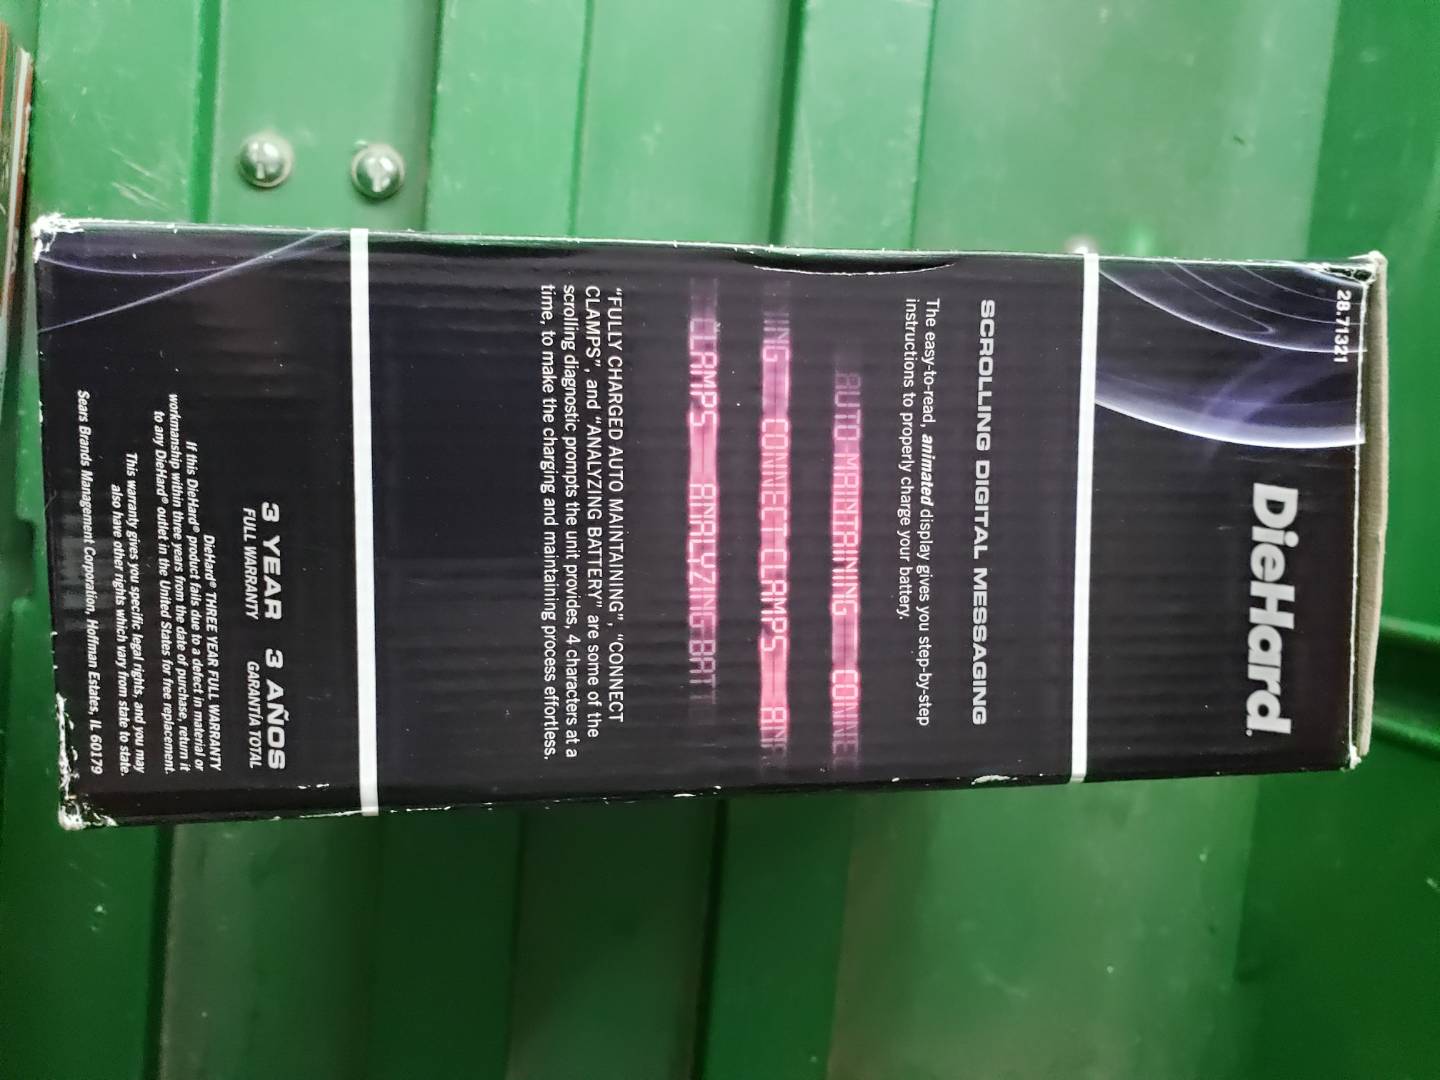 28.71321
DieHard®
SCROLLING DIGITAL MESSAGING
The easy-to-read, animated display gives you step-by-step
instructions to properly charge your battery.
AUTO MAINTAINING CONNE
ING CONNECT CLAMPS ANA
CLAMPS ANALYZING BATT
"FULLY CHARGED AUTO MAINTAINING", "CONNECT
CLAMPS", and "ANALYZING BATTERY" are some of the
scrolling diagnostic prompts the unit provides, 4 characters at a
time, to make the charging and maintaining process effortless.
3 YEAR 3 AÑOS
FULL WARRANTY GARANTÍA TOTAL
DieHard® THREE YEAR FULL WARRANTY
If this DieHard® product fails due to a defect in material or
workmanship within three years from the date of purchase, return it
to any DieHard® outlet in the United States for free replacement.
This warranty gives you specific legal rights, and you may
also have other rights which vary from state to state.
Sears Brands Management Corporation, Hoffman Estates, IL 60179